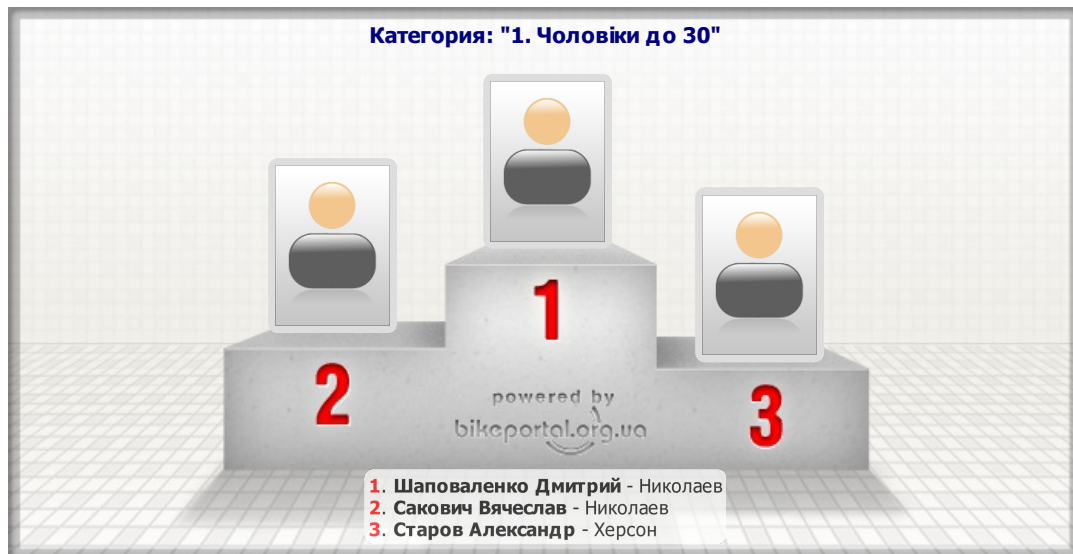 Категория: "1. Чоловіки до 30"
1
2
3
powered by
bikeportal.org.ua
1. Шаповаленко Дмитрий - Николаев
2. Сакович Вячеслав - Николаев
3. Старов Александр - Херсон